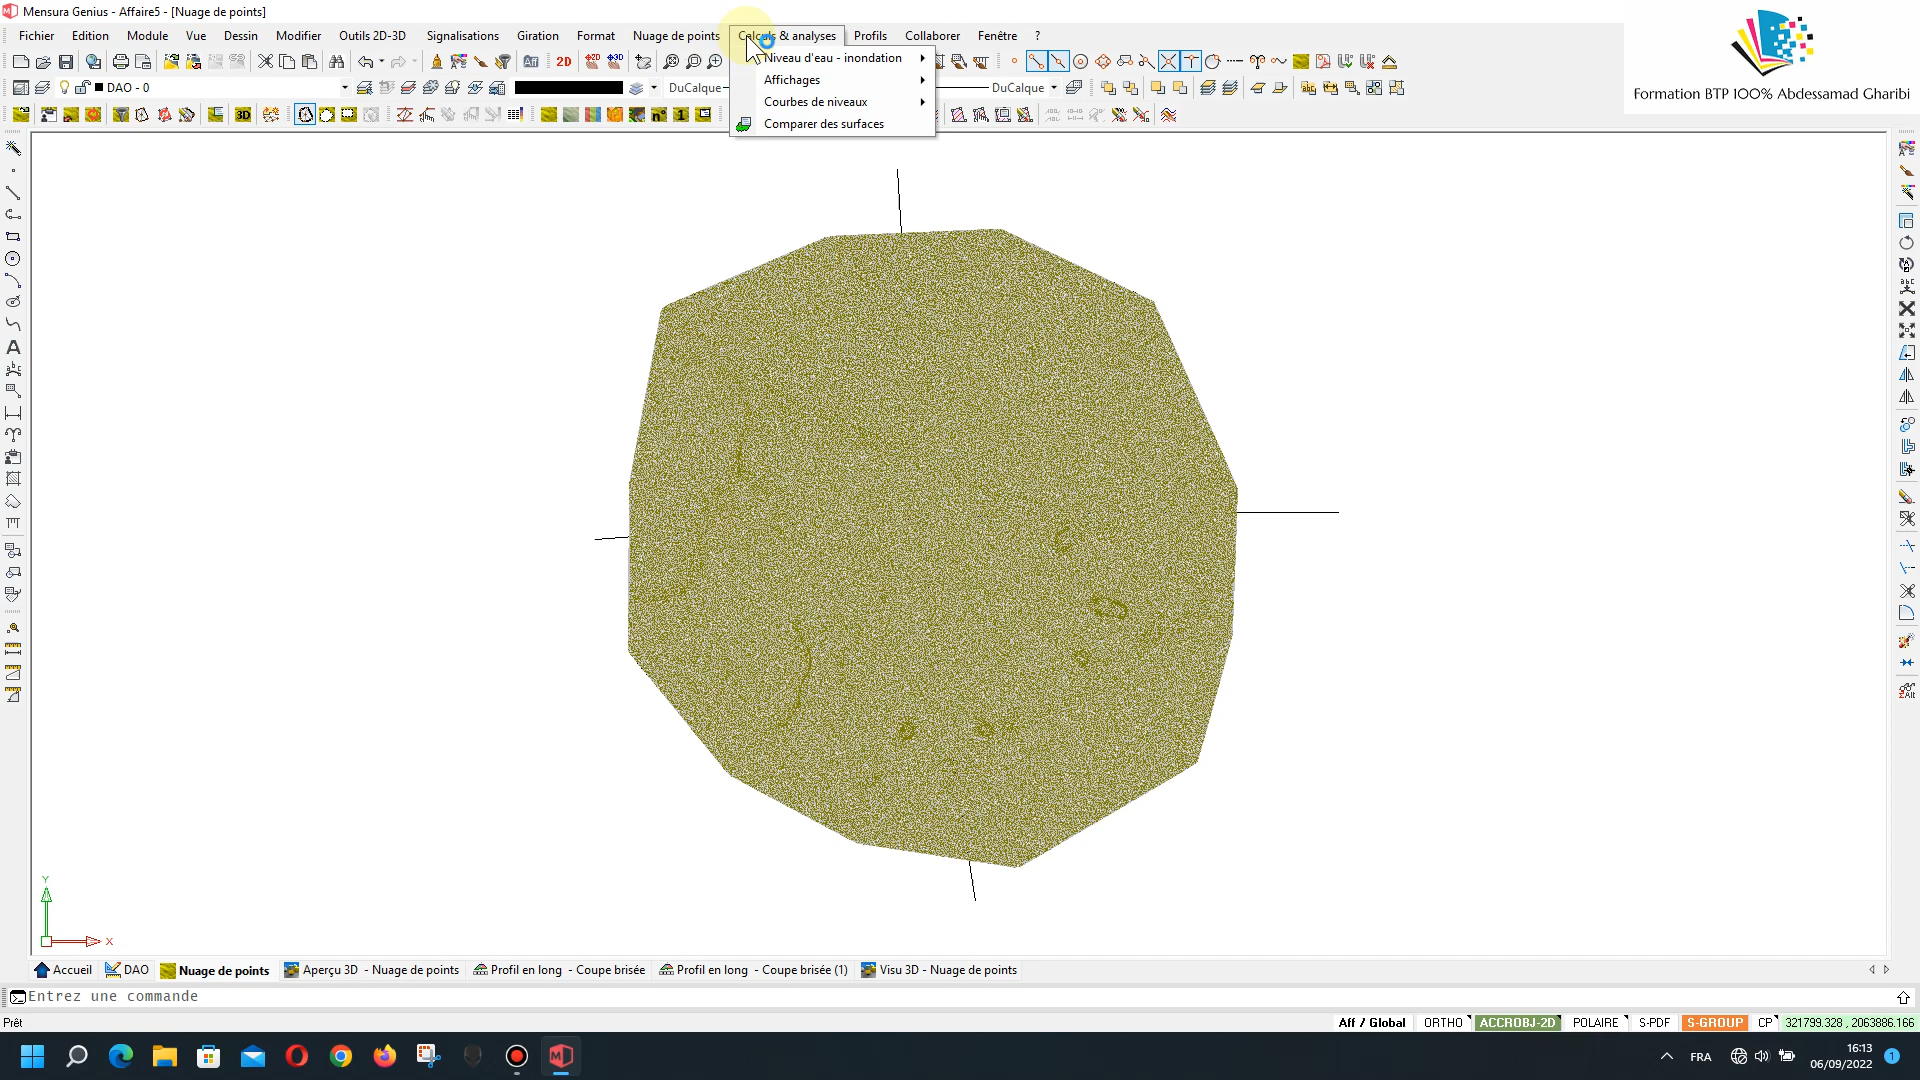 Mensura Genius - Affaire5 - [Nuage de points]
Fichier Edition Module Vue Dessin Modifier Outils 2D-3D Signalisations Giration Format Nuage de points Calculs & analyses Profils Collaborer Fenêtre ?
Niveau d'eau - inondation
Affichages
Courbes de niveaux
Comparer des surfaces
DAO - 0
DuCalque
DuCalque
Aff 2D
3D
Formation BTP 100% Abdessamad Gharibi
Y
X
Accueil DAO Nuage de points Aperçu 3D - Nuage de points Profil en long - Coupe brisée Profil en long - Coupe brisée (1) Visu 3D - Nuage de points
Entrez une commande
Prêt
Aff / Global ORTHO ACCROBJ-2D POLAIRE S-PDF S-GROUP CP 321799.328 , 2063886.166
FRA
16:13
06/09/2022
1